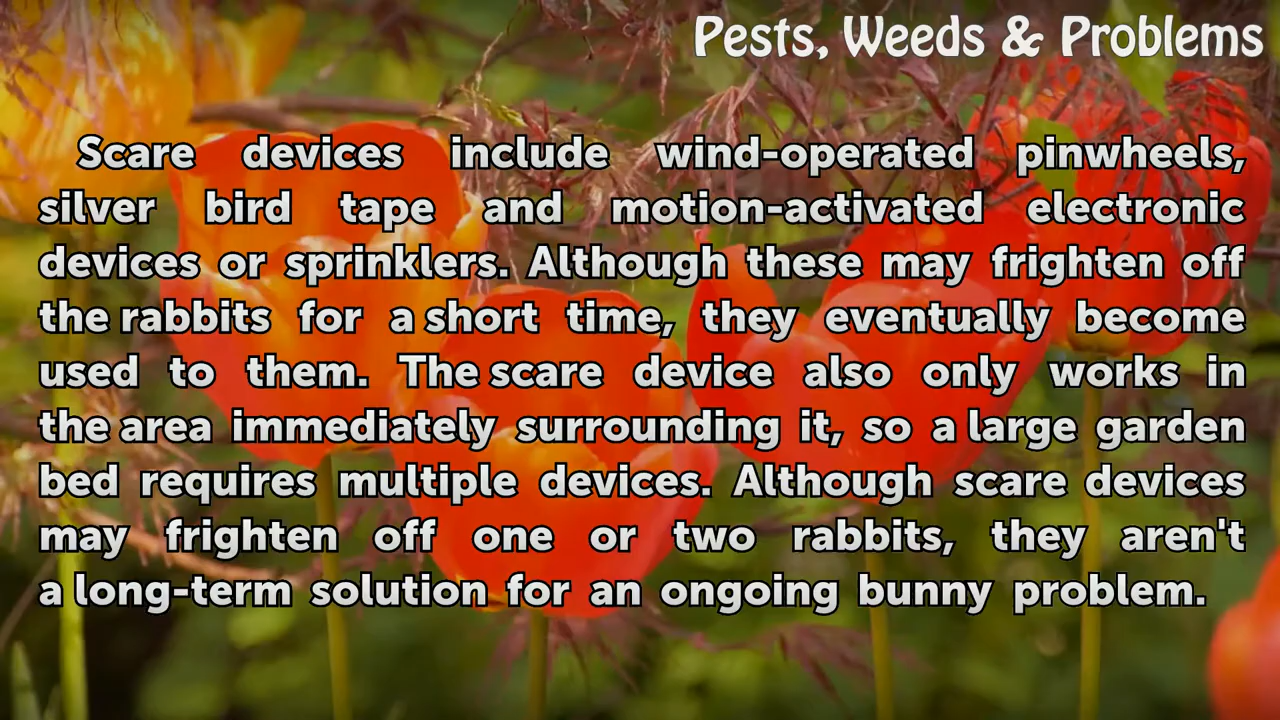 Pests, Weeds & Problems
Scare devices include wind-operated pinwheels,
silver bird tape and motion-activated electronic
devices or sprinklers. Although these may frighten off
the rabbits for a short time, they eventually become
used to them. The scare device also only works in
the area immediately surrounding it, so a large garden
bed requires multiple devices. Although scare devices
may frighten off one or two rabbits, they aren't
a long-term solution for an ongoing bunny problem.